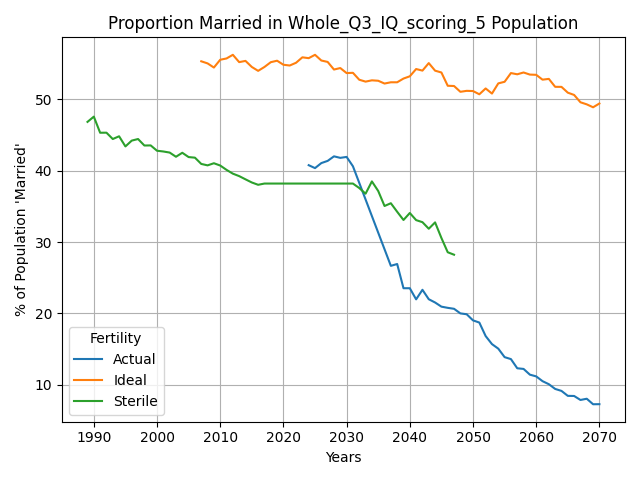 Proportion Married in Whole_Q3_IQ_scoring_5 Population
% of Population 'Married'
50
40
30
20
10
Fertility
Actual
Ideal
Sterile
1990 2000 2010 2020 2030 2040 2050 2060 2070
Years